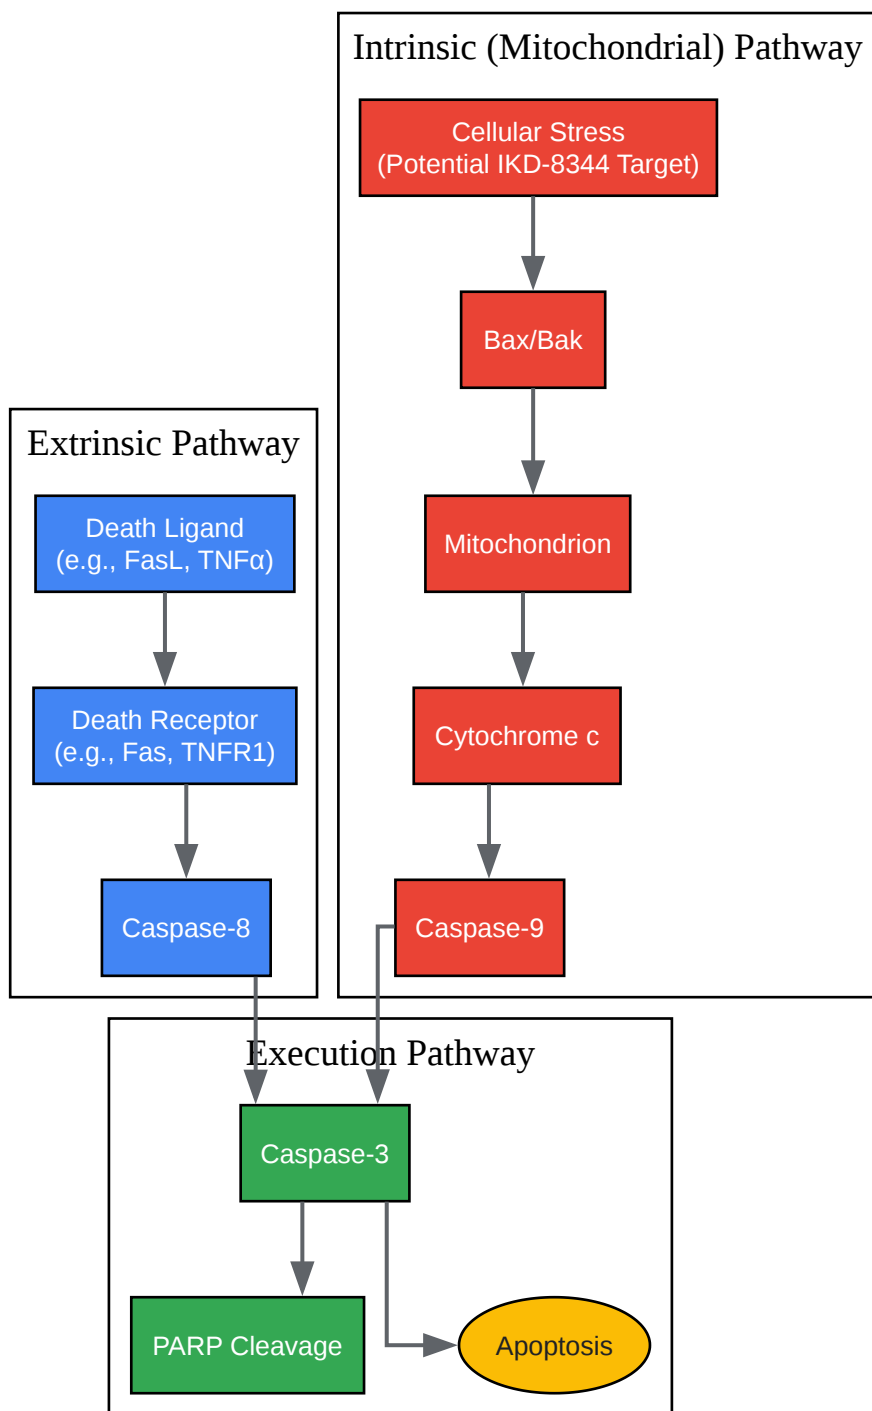 Intrinsic (Mitochondrial) Pathway
Cellular Stress
(Potential IKD-8344 Target)
Bax/Bak
Mitochondrion
Cytochrome c
Caspase-9
Extrinsic Pathway
Death Ligand
(e.g., FasL, TNFα)
Death Receptor
(e.g., Fas, TNFR1)
Caspase-8
Execution Pathway
Caspase-3
PARP Cleavage
Apoptosis